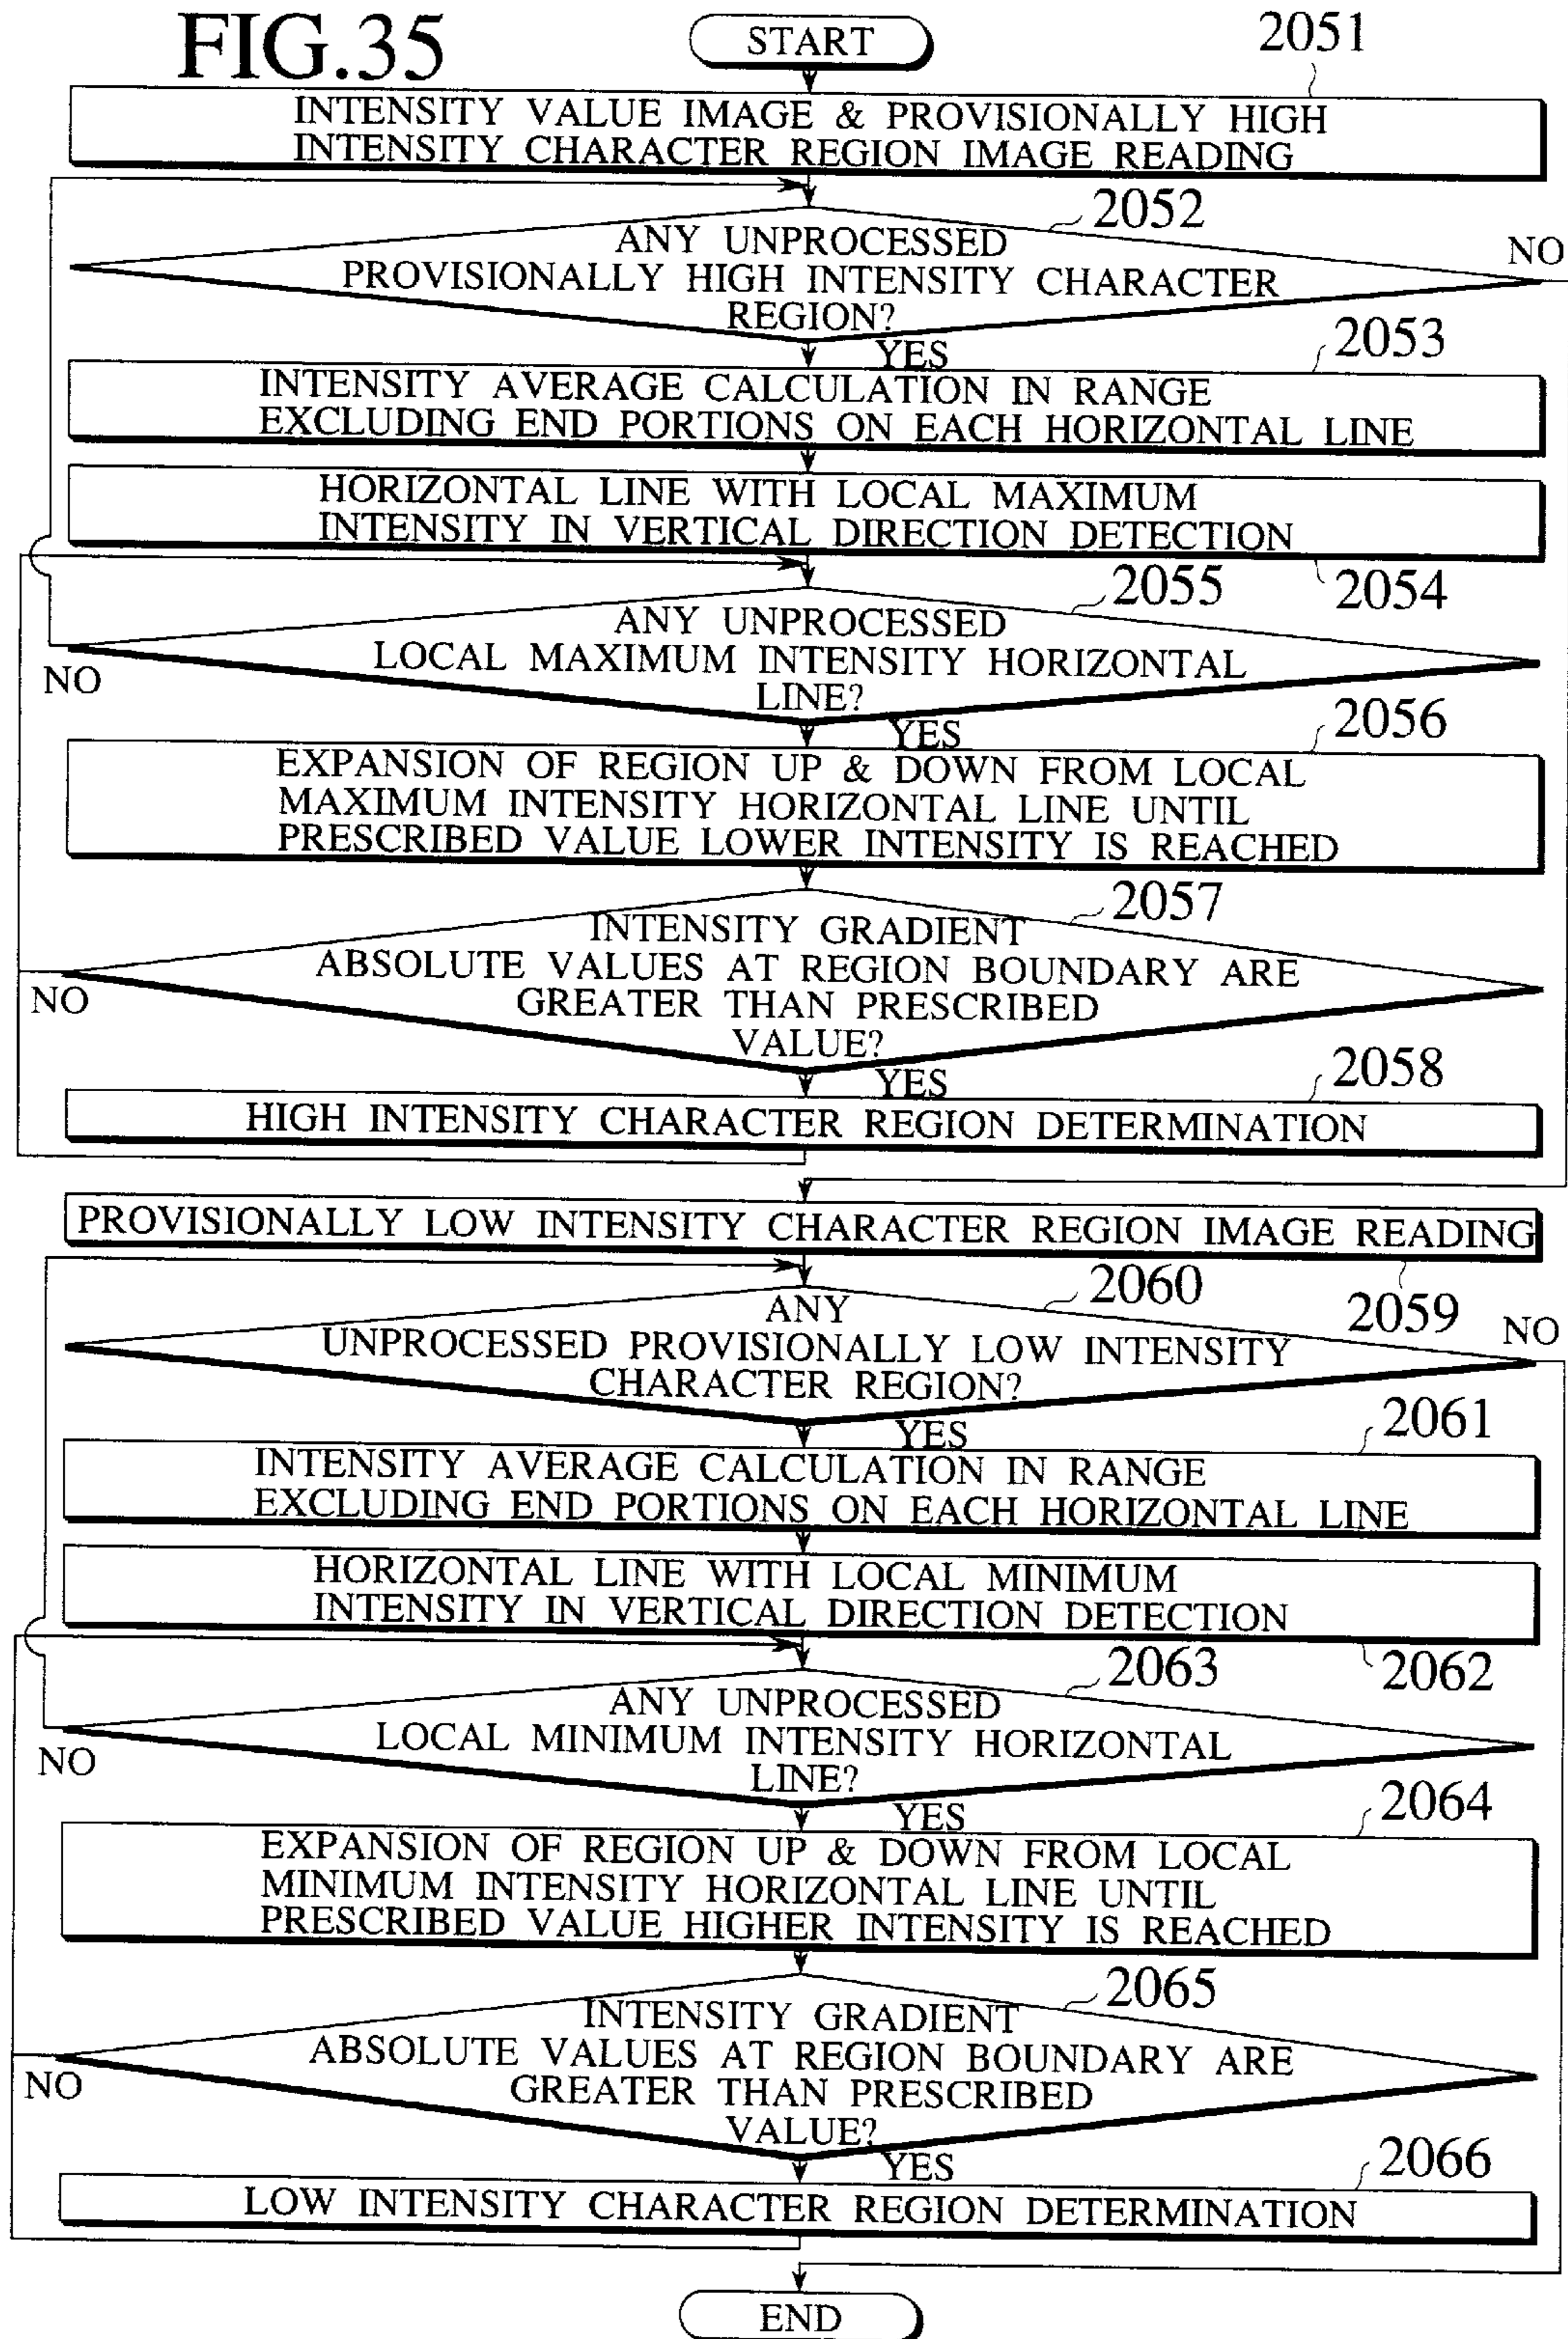 FIG.35
START
2051
INTENSITY VALUE IMAGE & PROVISIONALLY HIGH
INTENSITY CHARACTER REGION IMAGE READING
2052
ANY UNPROCESSED
PROVISIONALLY HIGH INTENSITY CHARACTER
REGION?
NO
YES
2053
INTENSITY AVERAGE CALCULATION IN RANGE
EXCLUDING END PORTIONS ON EACH HORIZONTAL LINE
HORIZONTAL LINE WITH LOCAL MAXIMUM
INTENSITY IN VERTICAL DIRECTION DETECTION
2054
2055
ANY UNPROCESSED
LOCAL MAXIMUM INTENSITY HORIZONTAL
LINE?
NO
YES
2056
EXPANSION OF REGION UP & DOWN FROM LOCAL
MAXIMUM INTENSITY HORIZONTAL LINE UNTIL
PRESCRIBED VALUE LOWER INTENSITY IS REACHED
2057
INTENSITY GRADIENT
ABSOLUTE VALUES AT REGION BOUNDARY ARE
GREATER THAN PRESCRIBED
VALUE?
NO
YES
2058
HIGH INTENSITY CHARACTER REGION DETERMINATION
PROVISIONALLY LOW INTENSITY CHARACTER REGION IMAGE READING
2059
2060
ANY
UNPROCESSED PROVISIONALLY LOW INTENSITY
CHARACTER REGION?
NO
YES
2061
INTENSITY AVERAGE CALCULATION IN RANGE
EXCLUDING END PORTIONS ON EACH HORIZONTAL LINE
HORIZONTAL LINE WITH LOCAL MINIMUM
INTENSITY IN VERTICAL DIRECTION DETECTION
2062
2063
ANY UNPROCESSED
LOCAL MINIMUM INTENSITY HORIZONTAL
LINE?
NO
YES
2064
EXPANSION OF REGION UP & DOWN FROM LOCAL
MINIMUM INTENSITY HORIZONTAL LINE UNTIL
PRESCRIBED VALUE HIGHER INTENSITY IS REACHED
2065
INTENSITY GRADIENT
ABSOLUTE VALUES AT REGION BOUNDARY ARE
GREATER THAN PRESCRIBED
VALUE?
NO
YES
2066
LOW INTENSITY CHARACTER REGION DETERMINATION
END